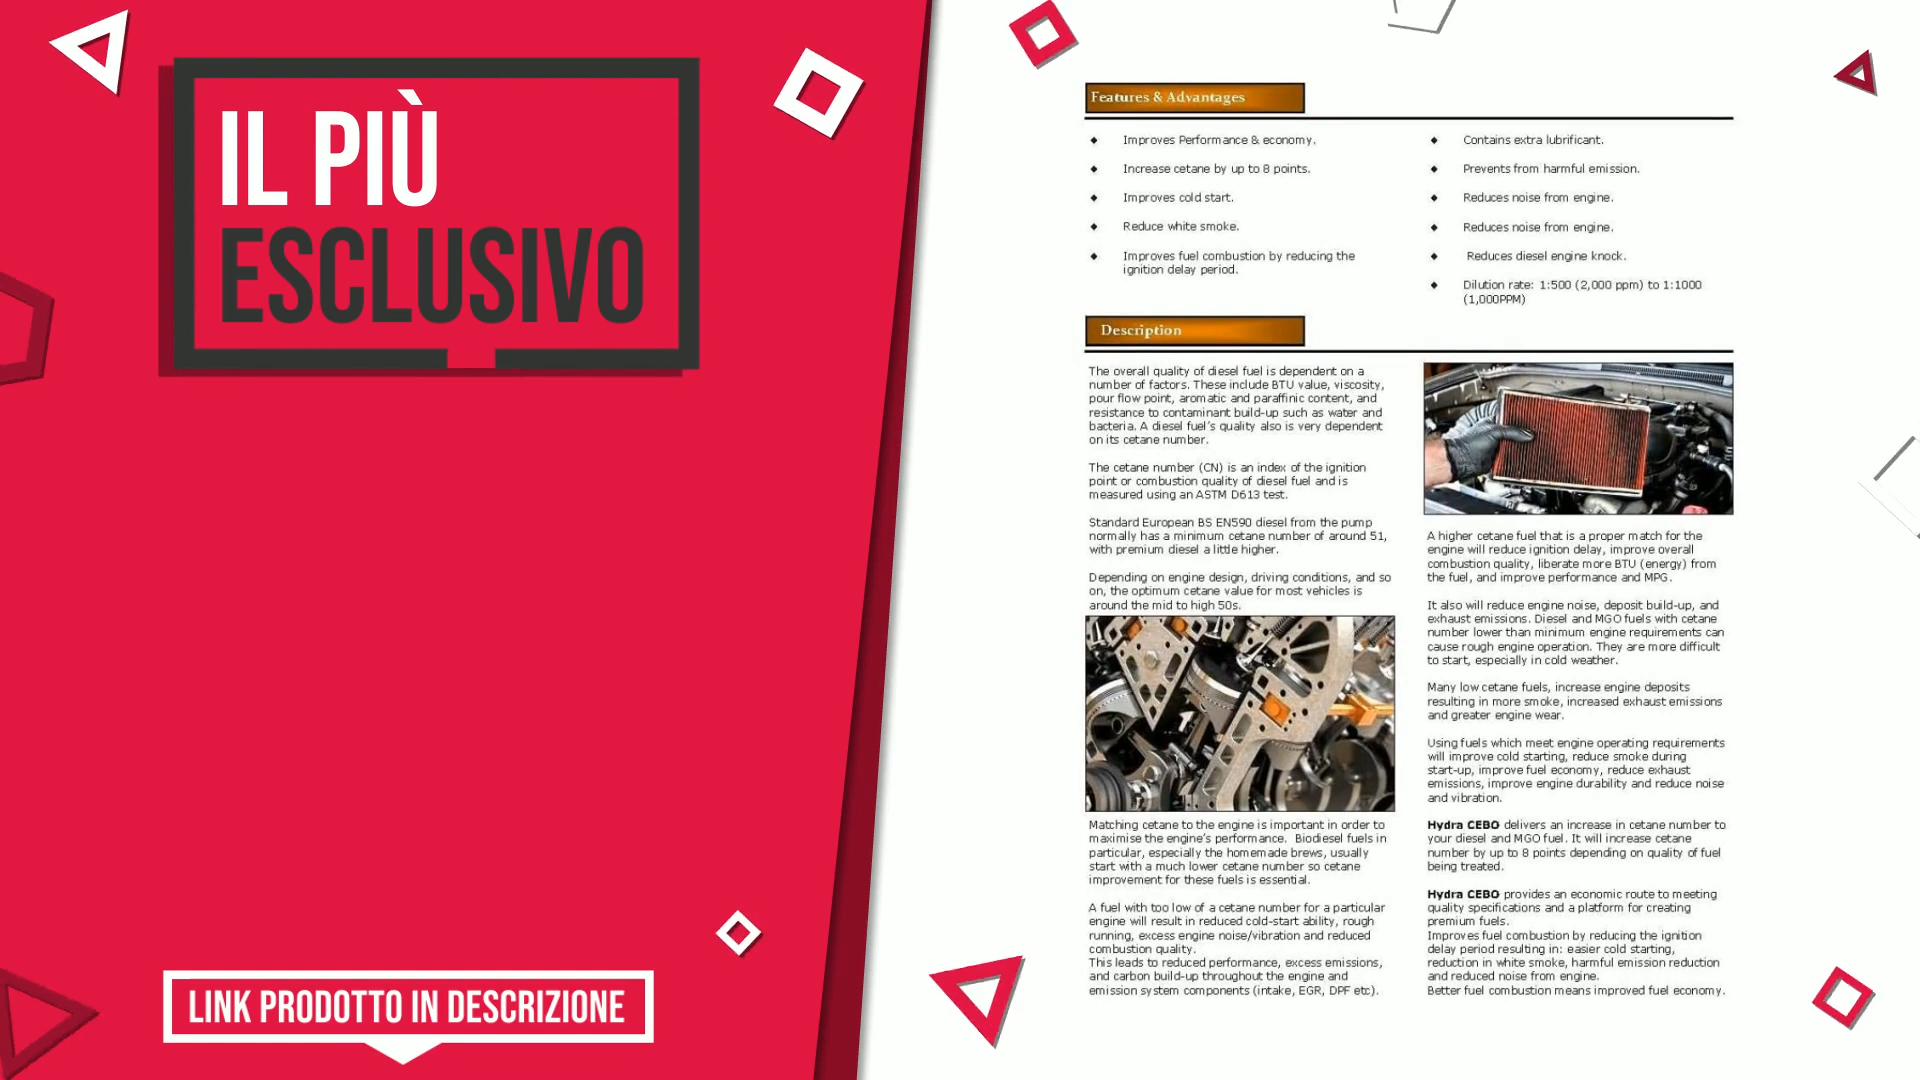 IL PIÙ
ESCLUSIVO
LINK PRODOTTO IN DESCRIZIONE
Features & Advantages
Improves Performance & economy.
Increase cetane by up to 8 points.
Improves cold start.
Reduce white smoke.
Improves fuel combustion by reducing the
ignition delay period.
Contains extra lubrificant.
Prevents from harmful emission.
Reduces noise from engine.
Reduces noise from engine.
Reduces diesel engine knock.
Dilution rate: 1:500 (2,000 ppm) to 1:1000
(1,000PPM)
Description
The overall quality of diesel fuel is dependent on a
number of factors. These include BTU value, viscosity,
pour flow point, aromatic and paraffinic content, and
resistance to contaminant build-up such as water and
bacteria. A diesel fuel's quality also is very dependent
on its cetane number.
The cetane number (CN) is an index of the ignition
point or combustion quality of diesel fuel and is
measured using an ASTM D613 test.
Standard European BS EN590 diesel from the pump
normally has a minimum cetane number of around 51,
with premium diesel a little higher.
Depending on engine design, driving conditions, and so
on, the optimum cetane value for most vehicles is
around the mid to high 50s.
Matching cetane to the engine is important in order to
maximise the engine's performance. Biodiesel fuels in
particular, especially the homemade brews, usually
start with a much lower cetane number so cetane
improvement for these fuels is essential.
A fuel with too low of a cetane number for a particular
engine will result in reduced cold-start ability, rough
running, excess engine noise/vibration and reduced
combustion quality.
This leads to reduced performance, excess emissions,
and carbon build-up throughout the engine and
emission system components (intake, EGR, DPF etc).
A higher cetane fuel that is a proper match for the
engine will reduce ignition delay, improve overall
combustion quality, liberate more BTU (energy) from
the fuel, and improve performance and MPG.
It also will reduce engine noise, deposit build-up, and
exhaust emissions. Diesel and MGO fuels with cetane
number lower than minimum engine requirements can
cause rough engine operation. They are more difficult
to start, especially in cold weather.
Many low cetane fuels, increase engine deposits
resulting in more smoke, increased exhaust emissions
and greater engine wear.
Using fuels which meet engine operating requirements
will improve cold starting, reduce smoke during
start-up, improve fuel economy, reduce exhaust
emissions, improve engine durability and reduce noise
and vibration.
Hydra CEBO delivers an increase in cetane number to
your diesel and MGO fuel. It will increase cetane
number by up to 8 points depending on quality of fuel
being treated.
Hydra CEBO provides an economic route to meeting
quality specifications and a platform for creating
premium fuels.
Improves fuel combustion by reducing the ignition
delay period resulting in: easier cold starting,
reduction in white smoke, harmful emission reduction
and reduced noise from engine.
Better fuel combustion means improved fuel economy.